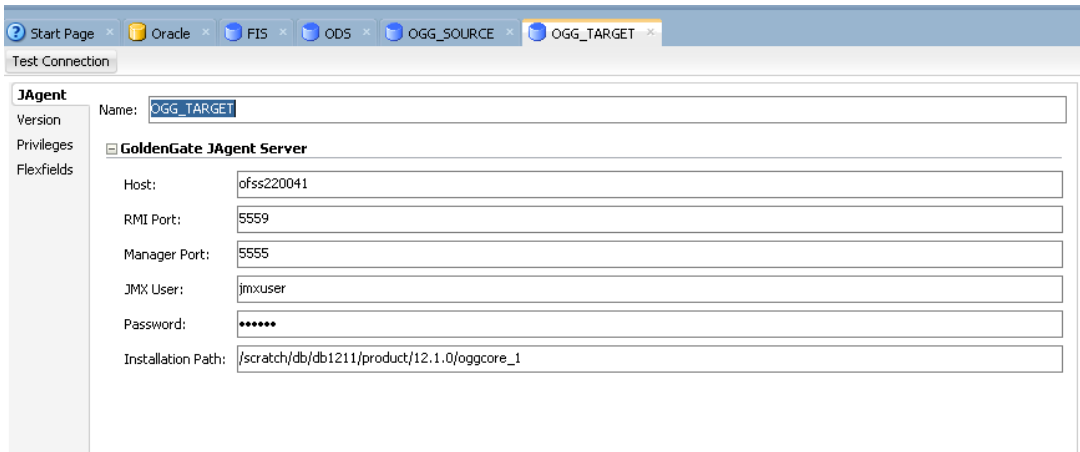 Start Page Oracle FIS ODS OGG_SOURCE OGG_TARGET
Test Connection
JAgent
Version
Privileges
Flexfields
Name: OGG_TARGET
GoldenGate JAgent Server
Host: ofss220041
RMI Port: 5559
Manager Port: 5555
JMX User: jmxuser
Password: ••••••
Installation Path: /scratch/db/db1211/product/12.1.0/oggcore_1